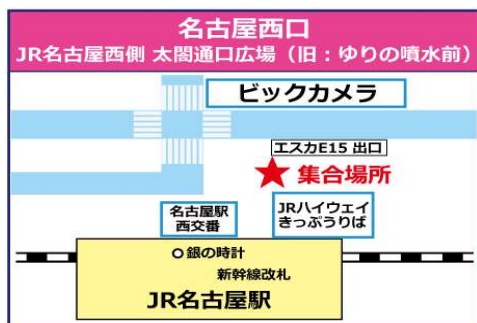 名古屋西口
JR名古屋西側 太閤通口広場（旧：ゆりの噴水前）
ビックカメラ
エスカE15 出口
集合場所
名古屋駅
西交番
JRハイウェイ
きっぷうりば
銀の時計
新幹線改札
JR名古屋駅